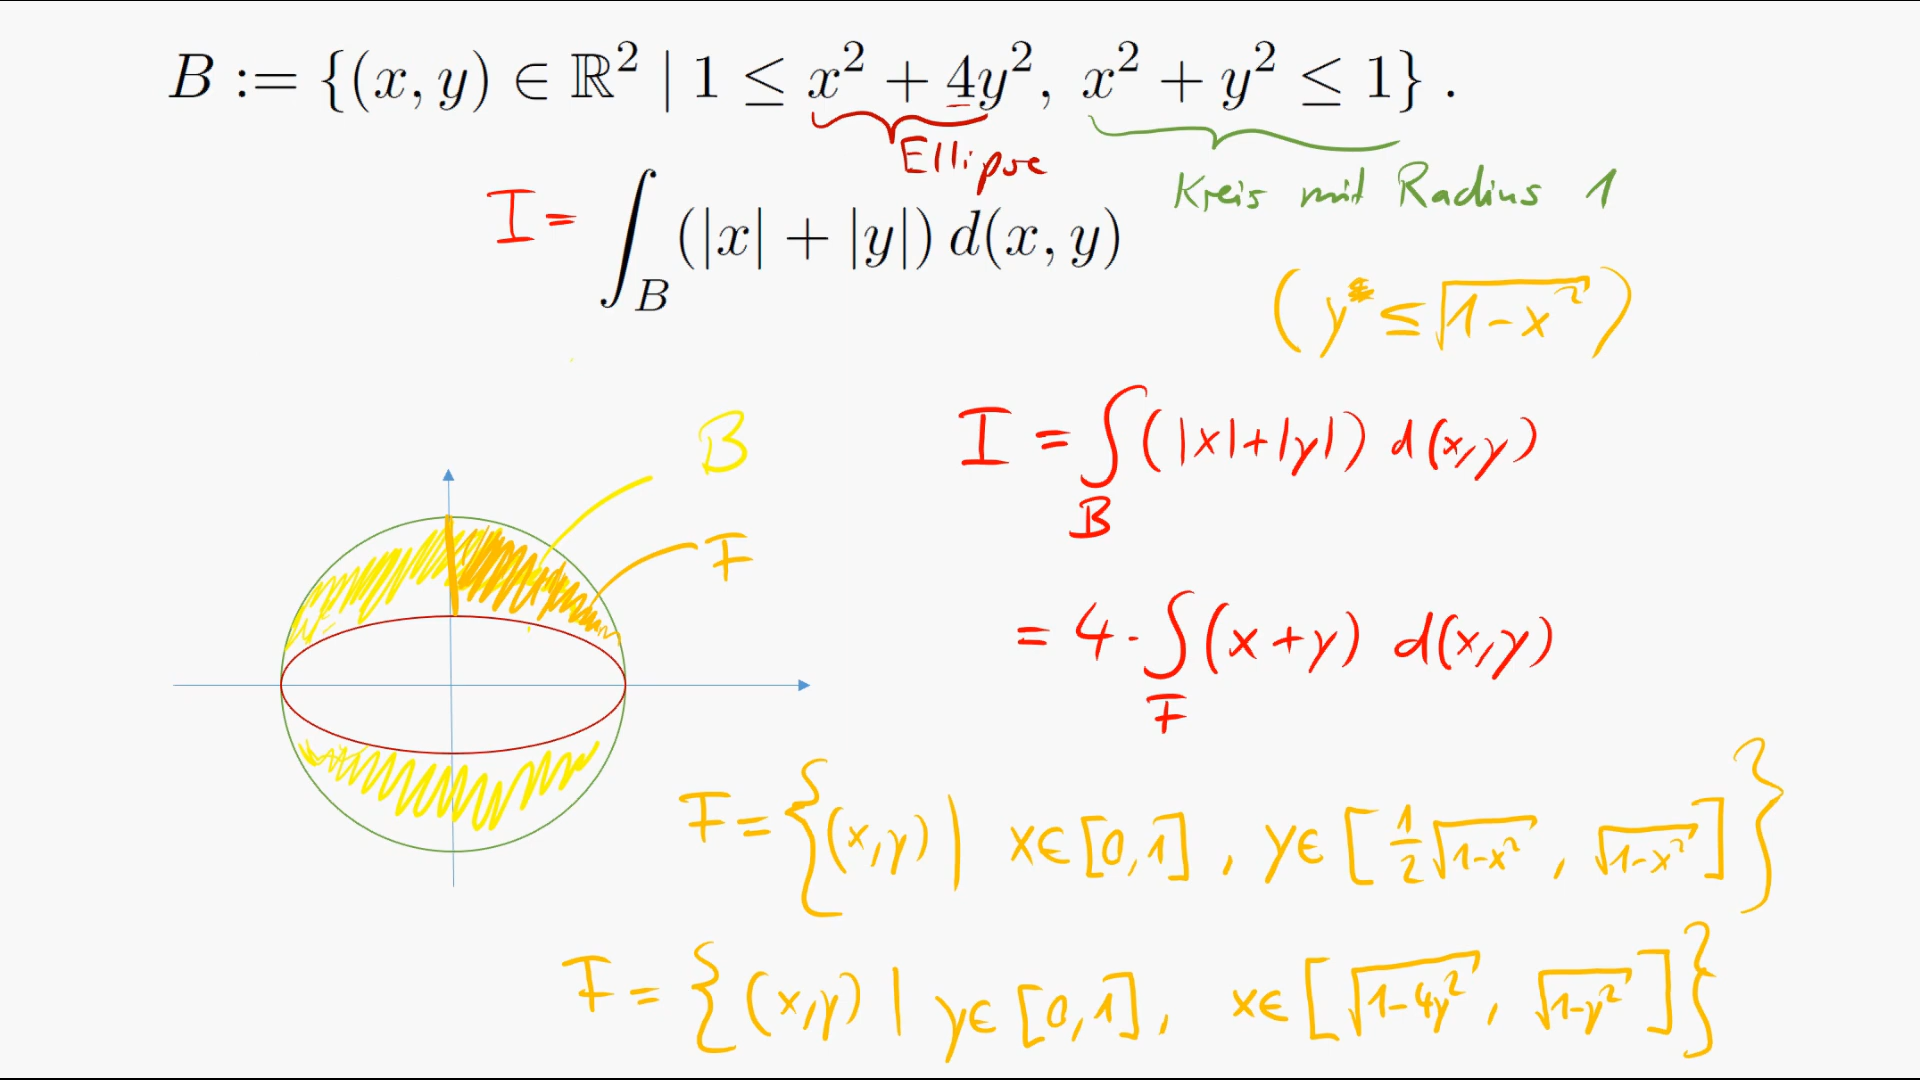 B := {(x, y) ∈ ℝ² | 1 ≤ x² + 4y², x² + y² ≤ 1} .
Ellipse
Kreis mit Radius 1
I = ∫_B (|x| + |y|) d(x, y)
(y ≤ √(1-x²))
B
I = ∫_B (|x|+|y|) d(x,y)
F
= 4 · ∫_F (x+y) d(x,y)
F = {(x,y) | x∈[0,1], y∈[½√(1-x²), √(1-x²)]}
F = {(x,y) | y∈[0,1], x∈[√(1-4y²), √(1-y²)]}